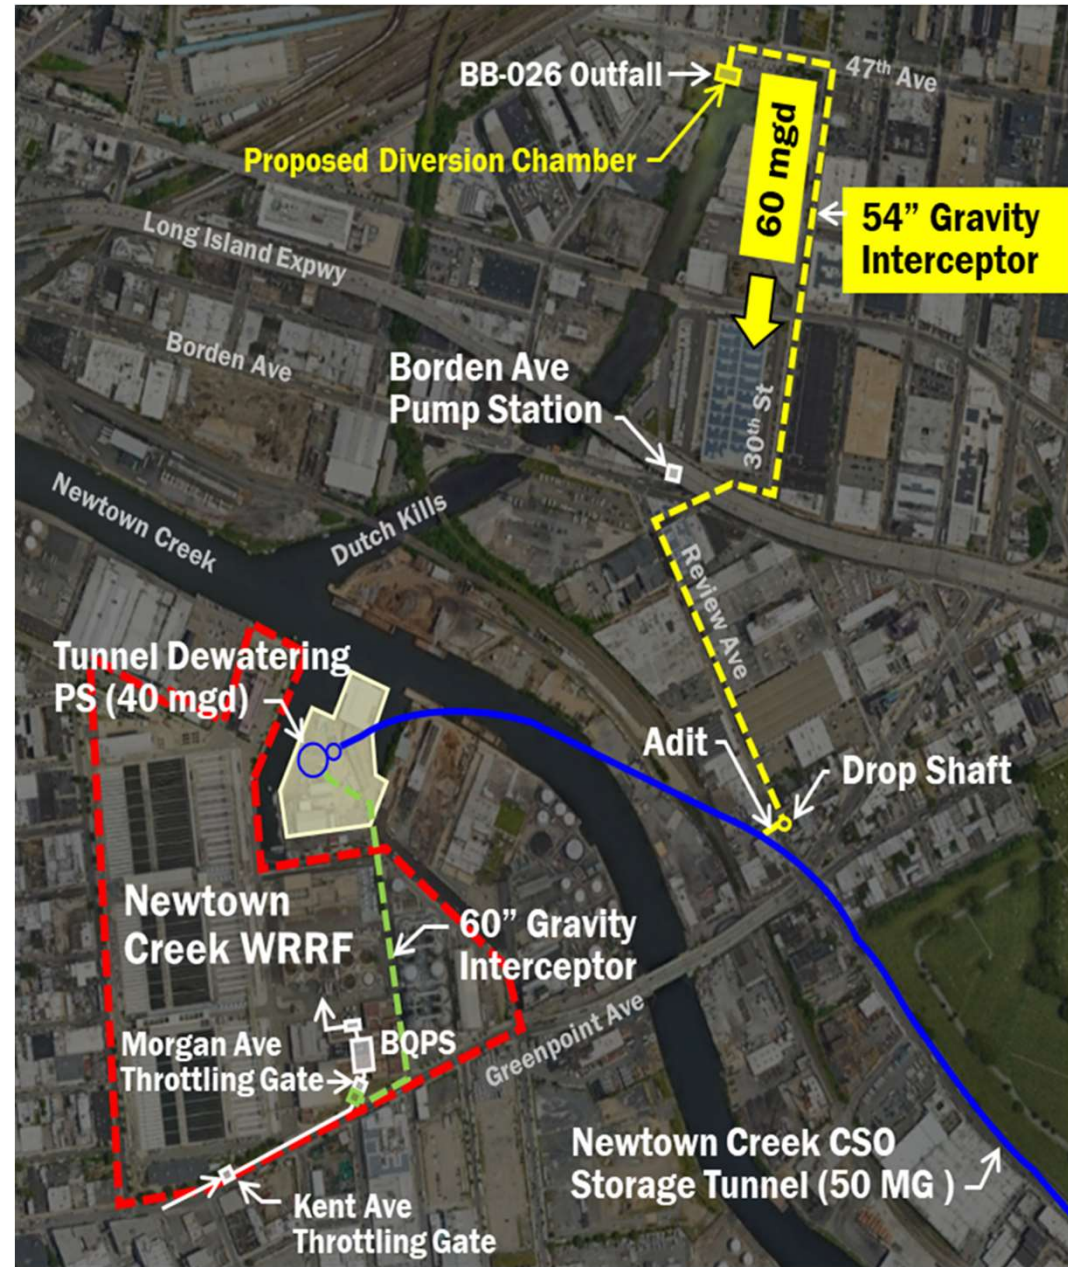 BB-026 Outfall
47th Ave
Proposed Diversion Chamber
60 mgd
54” Gravity
Interceptor
Long Island Expwy
Borden Ave
Borden Ave
Pump Station
30th St
Newtown Creek
Dutch Kills
Review Ave
Tunnel Dewatering
PS (40 mgd)
Adit
Drop Shaft
Newtown
Creek WRRF
60” Gravity
Interceptor
Morgan Ave
Throttling Gate
BQPS
Greenpoint Ave
Newtown Creek CSO
Storage Tunnel (50 MG )
Kent Ave
Throttling Gate